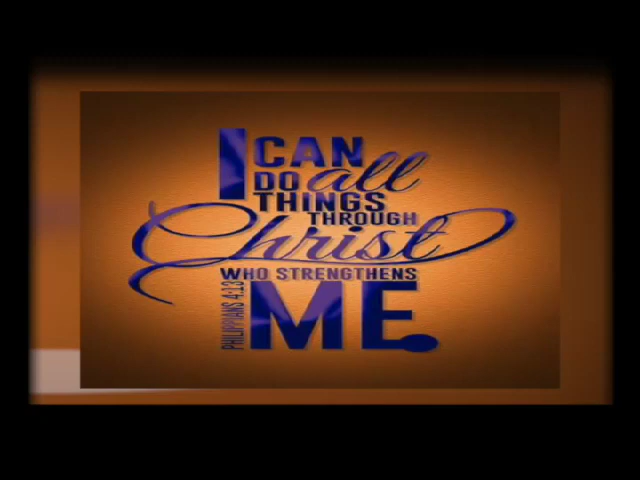 I CAN
DO all
THINGS
THROUGH
Christ
WHO STRENGTHENS
ME.
PHILIPPIANS 4:13